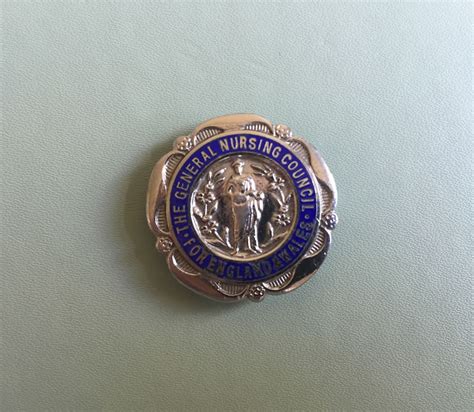 THE GENERAL NURSING COUNCIL
FOR ENGLAND & WALES